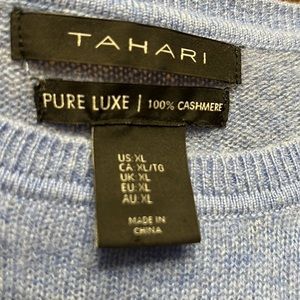 TAHARI
PURE LUXE | 100% CASHMERE
US:XL
CA:XL/TG
UK:XL
EU:XL
AU:XL
MADE IN
CHINA